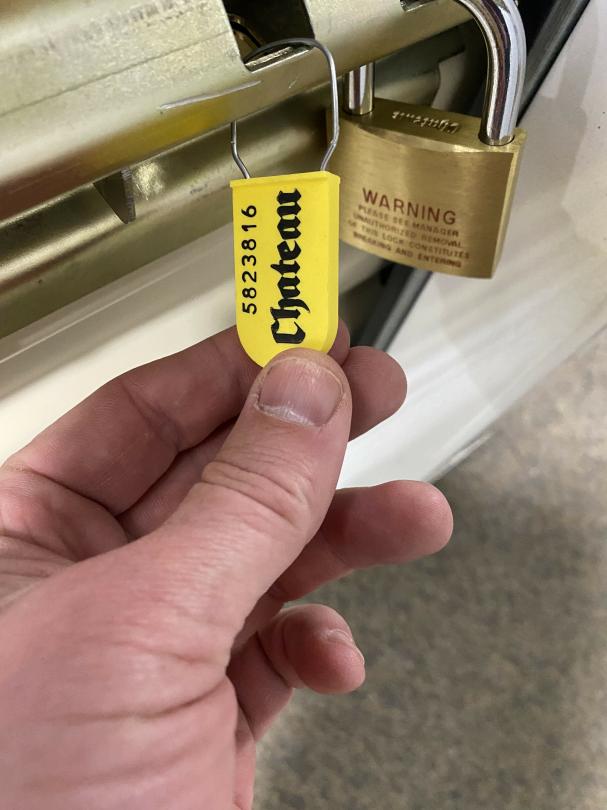 5823816
Chateau
WARNING
PLEASE SEE MANAGER
UNAUTHORIZED REMOVAL
OF THIS LOCK CONSTITUTES
BREAKING AND ENTERING